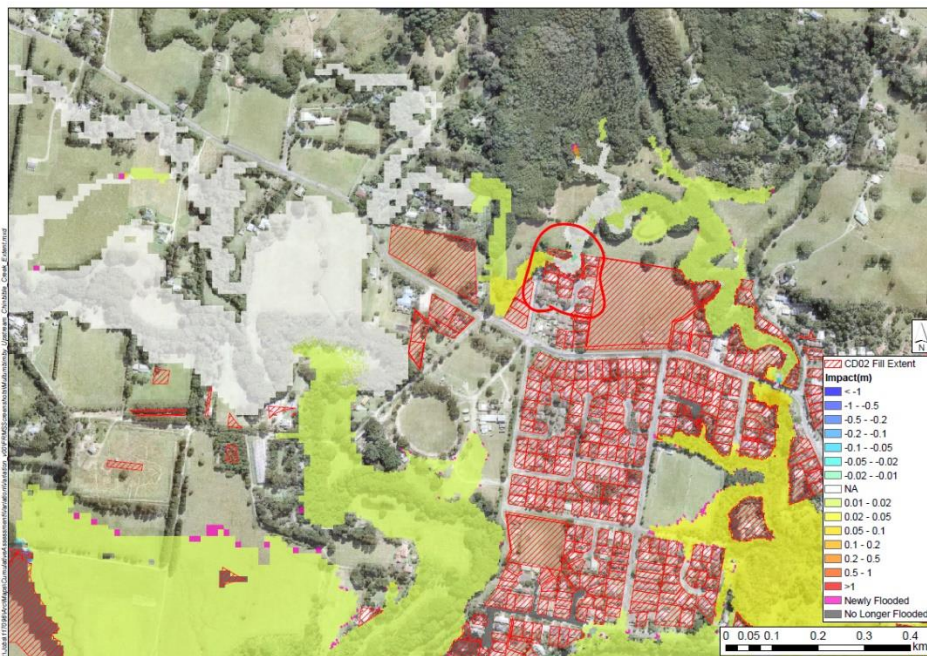 N
CD02 Fill Extent
Impact(m)
< -1
-1 - -0.5
-0.5 - -0.2
-0.2 - -0.1
-0.1 - -0.05
-0.05 - -0.02
-0.02 - -0.01
NA
0.01 - 0.02
0.02 - 0.05
0.05 - 0.1
0.1 - 0.2
0.2 - 0.5
0.5 - 1
>1
Newly Flooded
No Longer Flooded
0 0.05 0.1 0.2 0.3 0.4
km